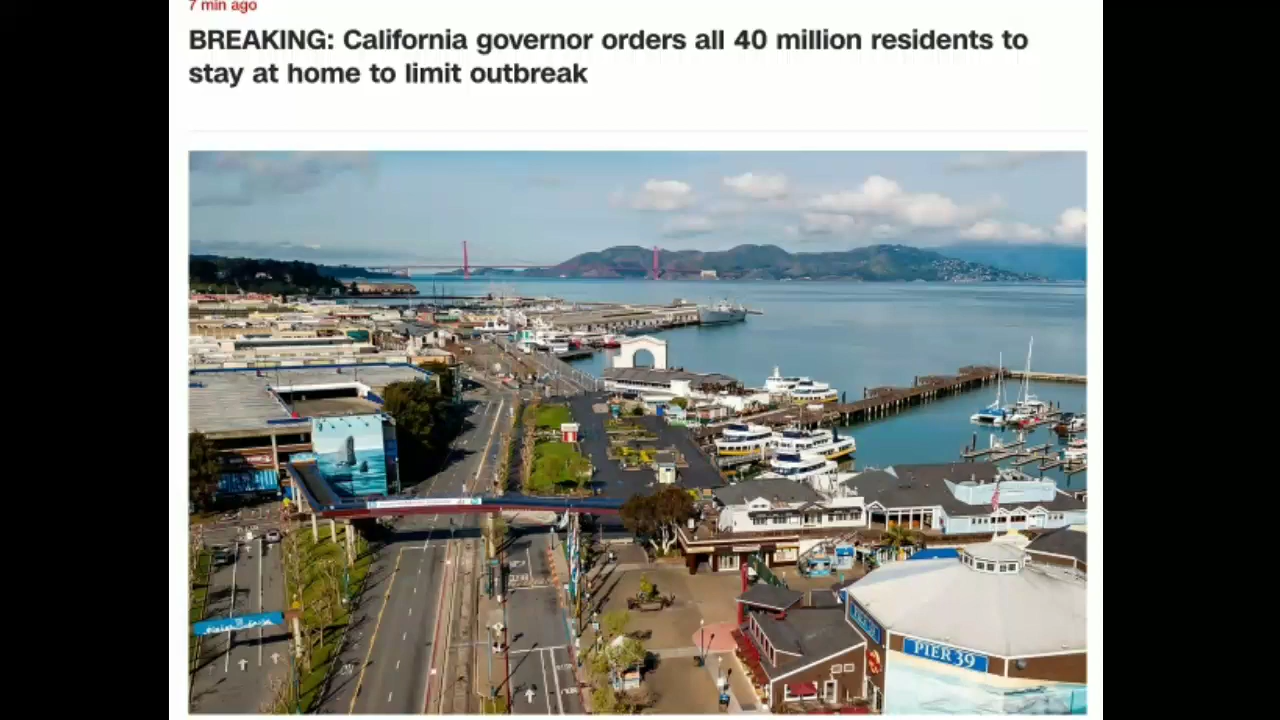 7 min ago
BREAKING: California governor orders all 40 million residents to
stay at home to limit outbreak
PIER 39